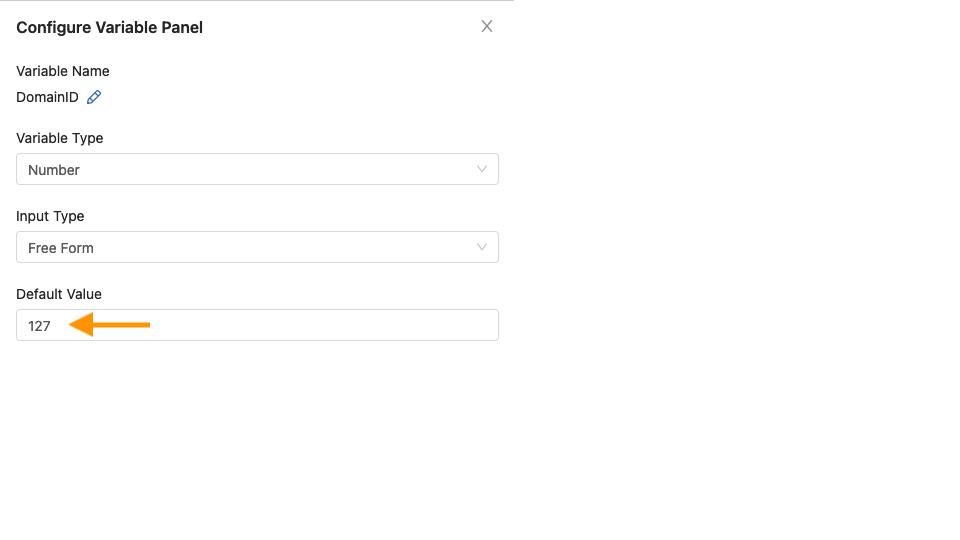 Configure Variable Panel
Variable Name
DomainID
Variable Type
Number
Input Type
Free Form
Default Value
127